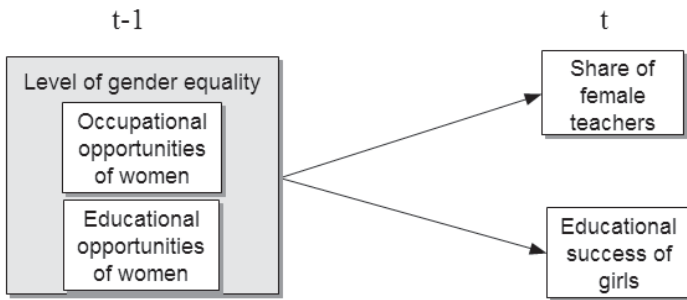 t-1
t
Level of gender equality
Occupational
opportunities
of women
Educational
opportunities
of women
Share of
female
teachers
Educational
success of
girls